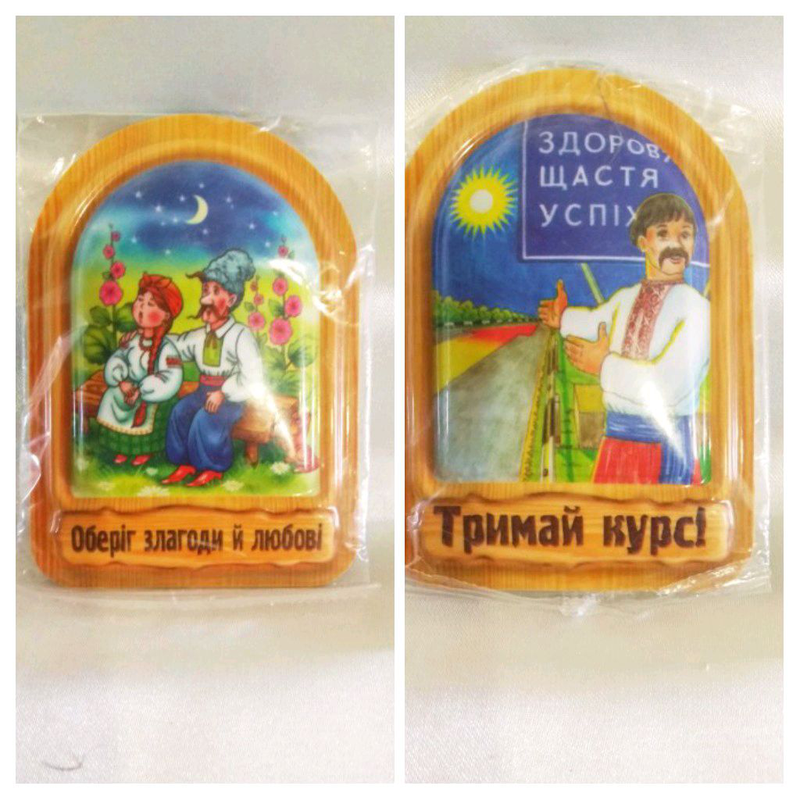 Оберіг злагоди й любові
ЗДОРОВ
ЩАСТЯ
УСПІХ
Тримай курс!